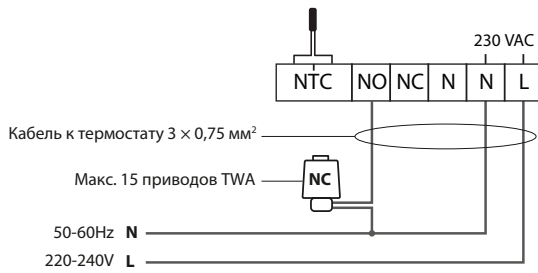 230 VAC
NTC NO NC N N L
Кабель к термостату 3 × 0,75 мм²
Макс. 15 приводов TWA NC
50-60Hz N
220-240V L